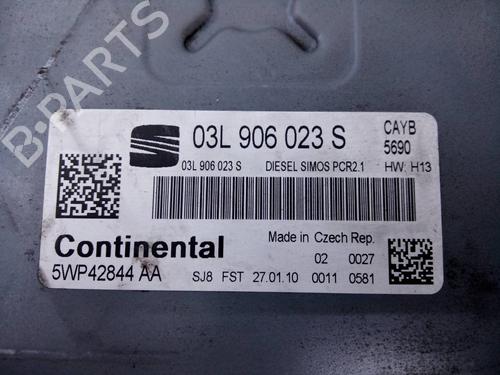 B-PARTS
03L 906 023 S
CAYB
5690
03L 906 023 S DIESEL SIMOS PCR2.1 HW: H13
Continental
5WP42844 AA
Made in Czech Rep.
02 0027
SJ8 FST 27.01.10 0011 0581